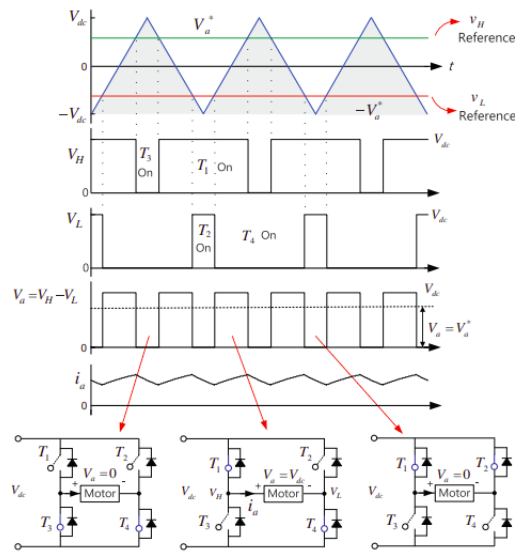 V_dc V_a^* v_H
Reference
0 t
v_L
Reference
-V_dc -V_a^*
V_H T_3 On T_1 On V_dc
0
V_L T_2 On T_4 On V_dc
0
V_a = V_H - V_L V_dc
V_a = V_a^*
0
i_a
0
T_1 T_2 T_1 T_2 T_1 T_2
V_a = 0 V_a = V_dc V_a = 0
V_dc + Motor - V_dc V_H + Motor - V_L V_dc + Motor -
i_a
T_3 T_4 T_3 T_4 T_3 T_4